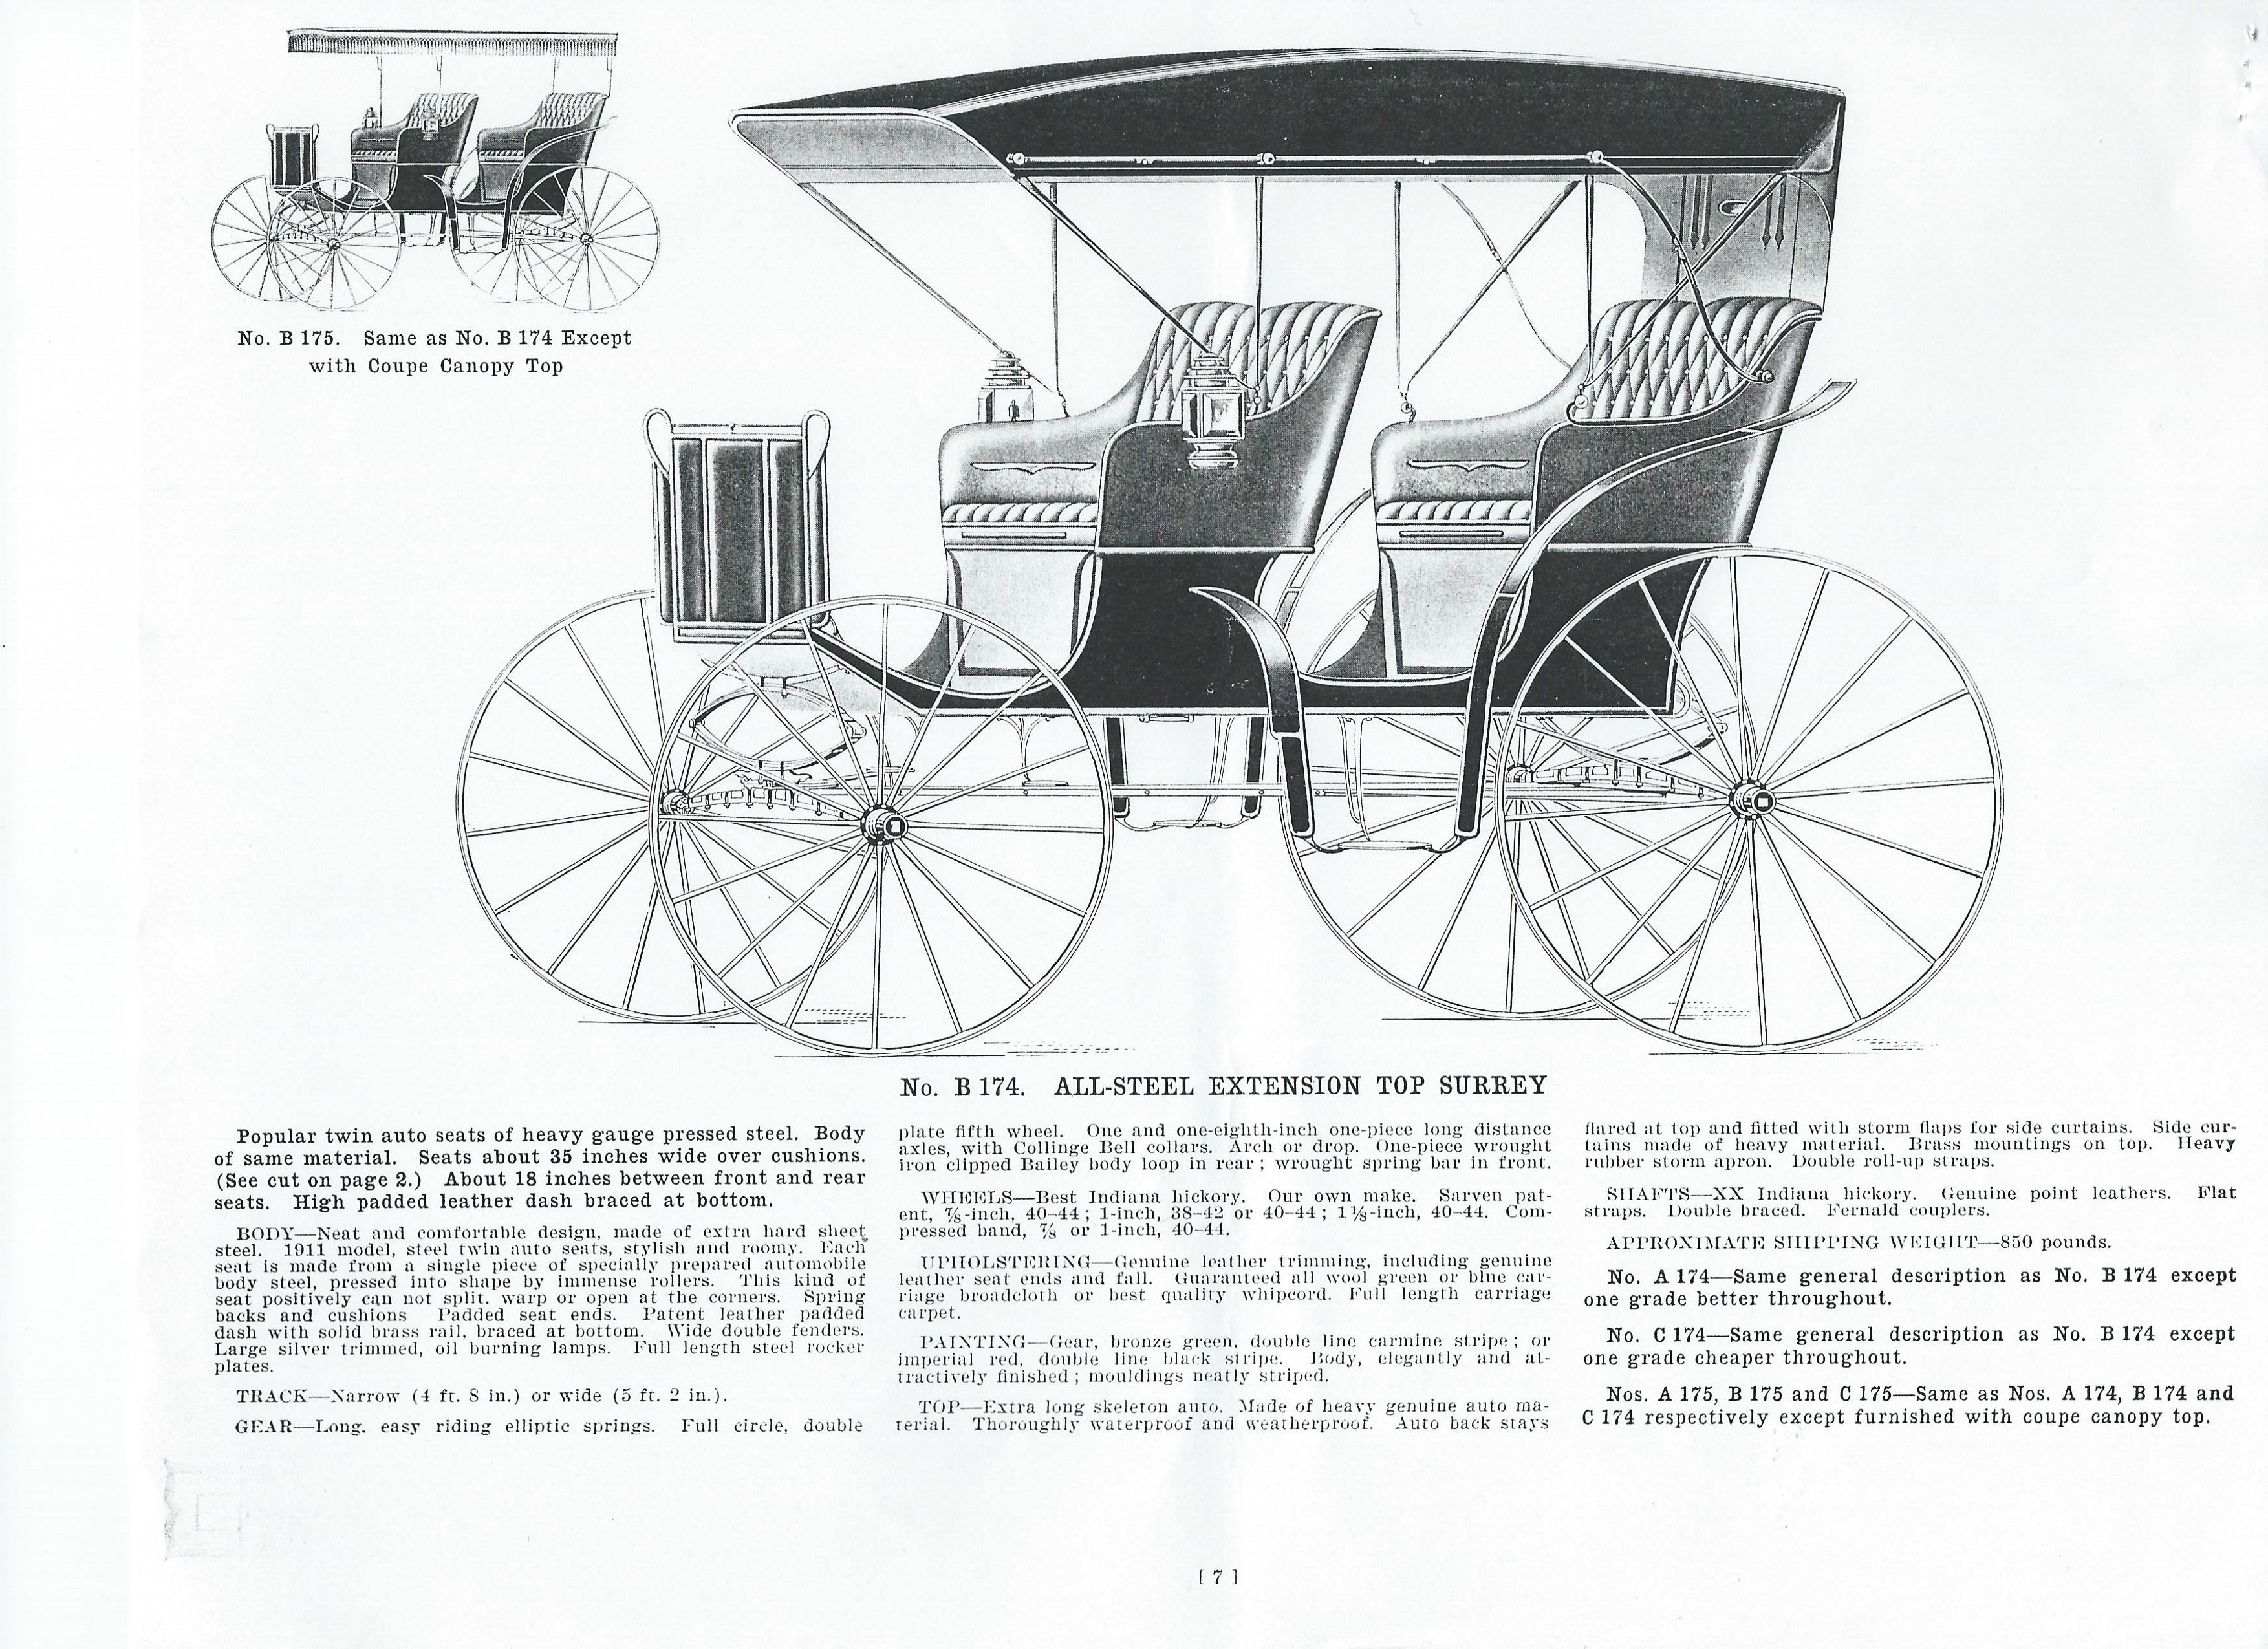 No. B 175. Same as No. B 174 Except
with Coupe Canopy Top
No. B 174. ALL-STEEL EXTENSION TOP SURREY
Popular twin auto seats of heavy gauge pressed steel. Body
of same material. Seats about 35 inches wide over cushions.
(See cut on page 2.) About 18 inches between front and rear
seats. High padded leather dash braced at bottom.
BODY—Neat and comfortable design, made of extra hard sheet
steel. 1911 model, steel twin auto seats, stylish and roomy. Each
seat is made from a single piece of specially prepared automobile
body steel, pressed into shape by immense rollers. This kind of
seat positively can not split, warp or open at the corners. Spring
backs and cushions Padded seat ends. Patent leather padded
dash with solid brass rail, braced at bottom. Wide double fenders.
Large silver trimmed, oil burning lamps. Full length steel rocker
plates.
TRACK—Narrow (4 ft. 8 in.) or wide (5 ft. 2 in.).
GEAR—Long, easy riding elliptic springs. Full circle, double
plate fifth wheel. One and one-eighth-inch one-piece long distance
axles, with Collinge Bell collars. Arch or drop. One-piece wrought
iron clipped Bailey body loop in rear; wrought spring bar in front.
WHEELS—Best Indiana hickory. Our own make. Sarven pat-
ent, ⅞-inch, 40-44; 1-inch, 38-42 or 40-44; 1⅛-inch, 40-44. Com-
pressed band, ⅞ or 1-inch, 40-44.
UPHOLSTERING—Genuine leather trimming, including genuine
leather seat ends and fall. Guaranteed all wool green or blue car-
riage broadcloth or best quality whipcord. Full length carriage
carpet.
PAINTING—Gear, bronze green, double line carmine stripe; or
imperial red, double line black stripe. Body, elegantly and at-
tractively finished; mouldings neatly striped.
TOP—Extra long skeleton auto. Made of heavy genuine auto ma-
terial. Thoroughly waterproof and weatherproof. Auto back stays
flared at top and fitted with storm flaps for side curtains. Side cur-
tains made of heavy material. Brass mountings on top. Heavy
rubber storm apron. Double roll-up straps.
SHAFTS—XX Indiana hickory. Genuine point leathers. Flat
straps. Double braced. Fernald couplers.
APPROXIMATE SHIPPING WEIGHT—850 pounds.
No. A 174—Same general description as No. B 174 except
one grade better throughout.
No. C 174—Same general description as No. B 174 except
one grade cheaper throughout.
Nos. A 175, B 175 and C 175—Same as Nos. A 174, B 174 and
C 174 respectively except furnished with coupe canopy top.
[ 7 ]